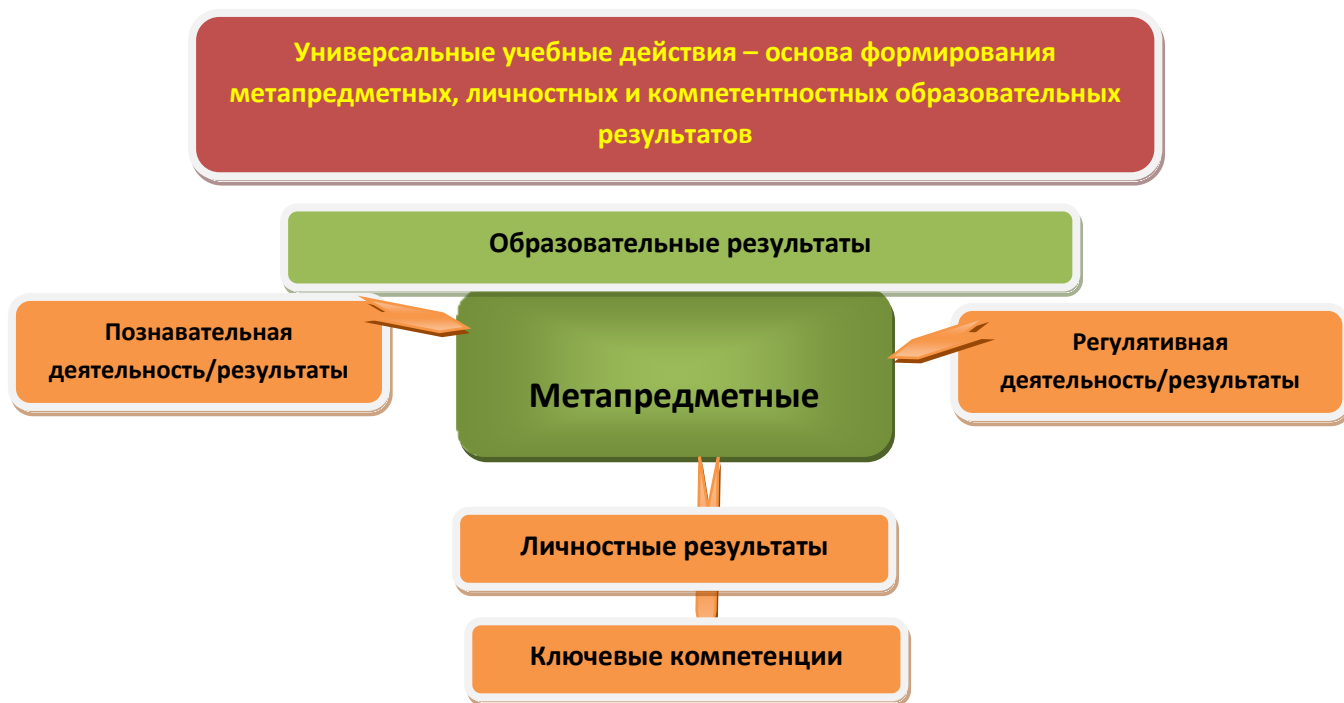 Универсальные учебные действия – основа формирования
метапредметных, личностных и компетентностных образовательных
результатов
Образовательные результаты
Познавательная
деятельность/результаты
Метапредметные
Регулятивная
деятельность/результаты
Личностные результаты
Ключевые компетенции